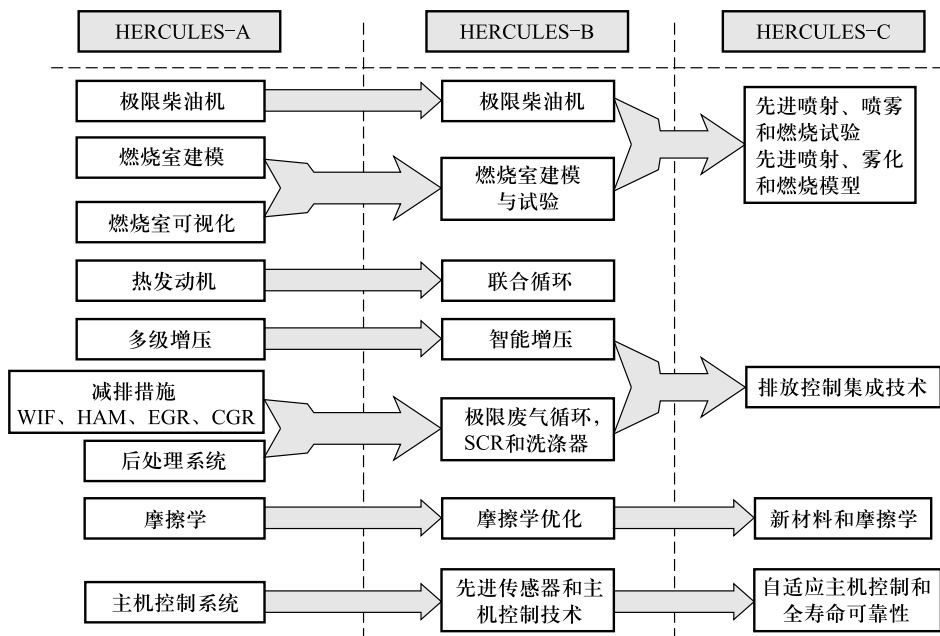 HERCULES-A
HERCULES-B
HERCULES-C
极限柴油机
极限柴油机
先进喷射、喷雾
和燃烧试验
先进喷射、雾化
和燃烧模型
燃烧室建模
燃烧室可视化
燃烧室建模
与试验
热发动机
联合循环
多级增压
智能增压
减排措施
WIF、HAM、EGR、CGR
后处理系统
极限废气循环，
SCR和洗涤器
排放控制集成技术
摩擦学
摩擦学优化
新材料和摩擦学
主机控制系统
先进传感器和主
机控制技术
自适应主机控制和
全寿命可靠性